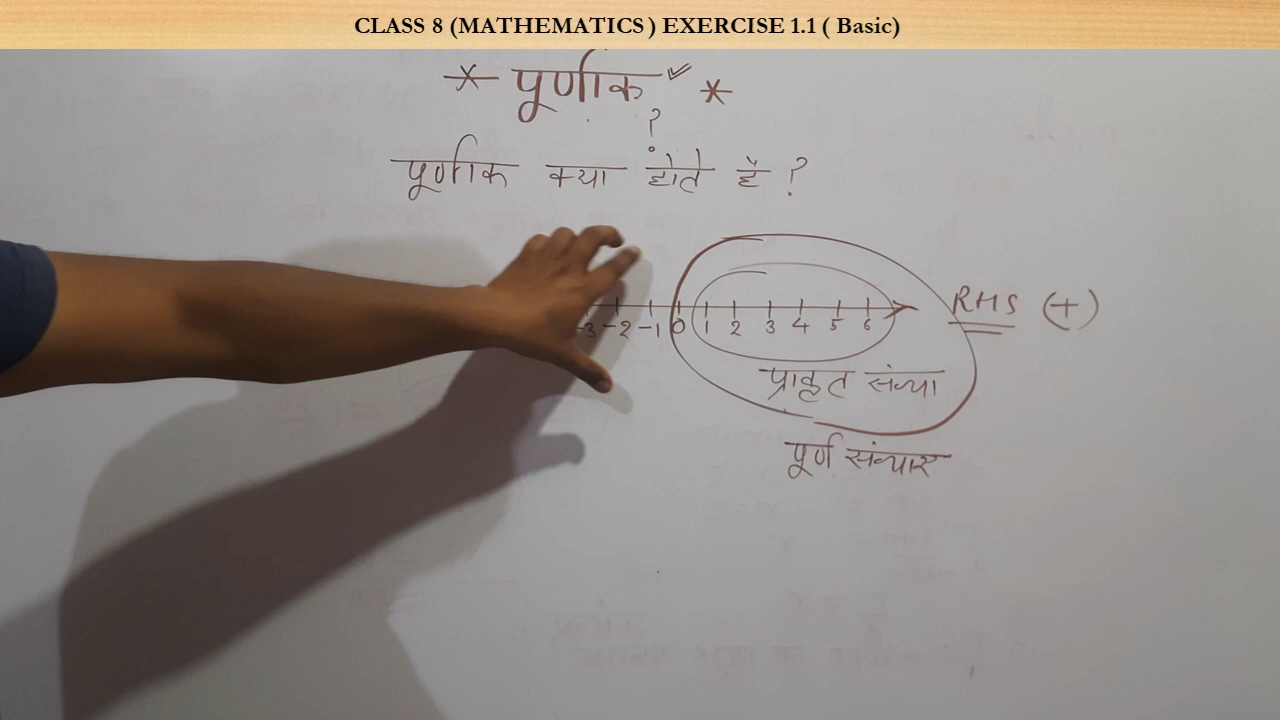 CLASS 8 (MATHEMATICS ) EXERCISE 1.1 ( Basic)
* पूर्णांक ✓ *
?
पूर्णांक क्या होते है ?
-3 -2 -1 0 1 2 3 4 5 6 RHS (+)
प्राकृत संख्या
पूर्ण संख्याए